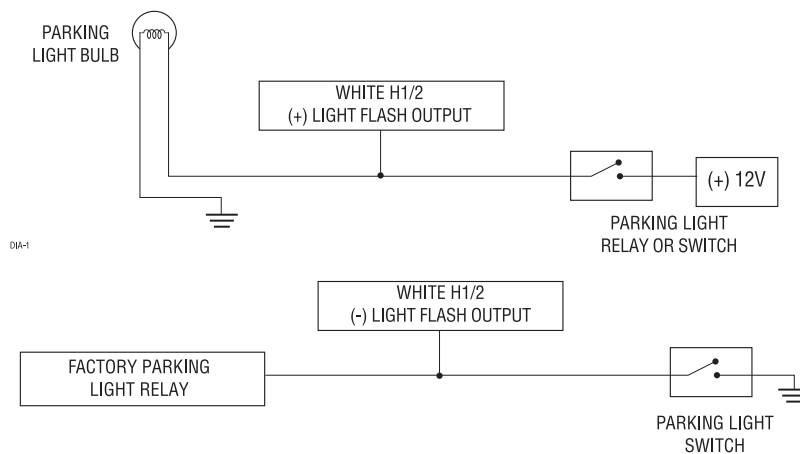 PARKING
LIGHT BULB
WHITE H1/2
(+) LIGHT FLASH OUTPUT
(+) 12V
PARKING LIGHT
RELAY OR SWITCH
DIA-1
WHITE H1/2
(-) LIGHT FLASH OUTPUT
FACTORY PARKING
LIGHT RELAY
PARKING LIGHT
SWITCH